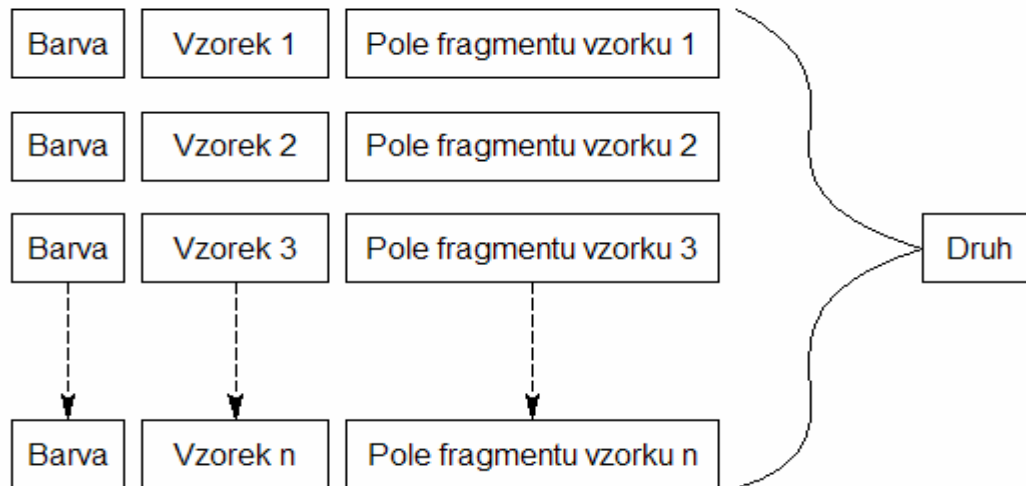 Barva Vzorek 1 Pole fragmentu vzorku 1
Barva Vzorek 2 Pole fragmentu vzorku 2
Barva Vzorek 3 Pole fragmentu vzorku 3
Druh
Barva Vzorek n Pole fragmentu vzorku n